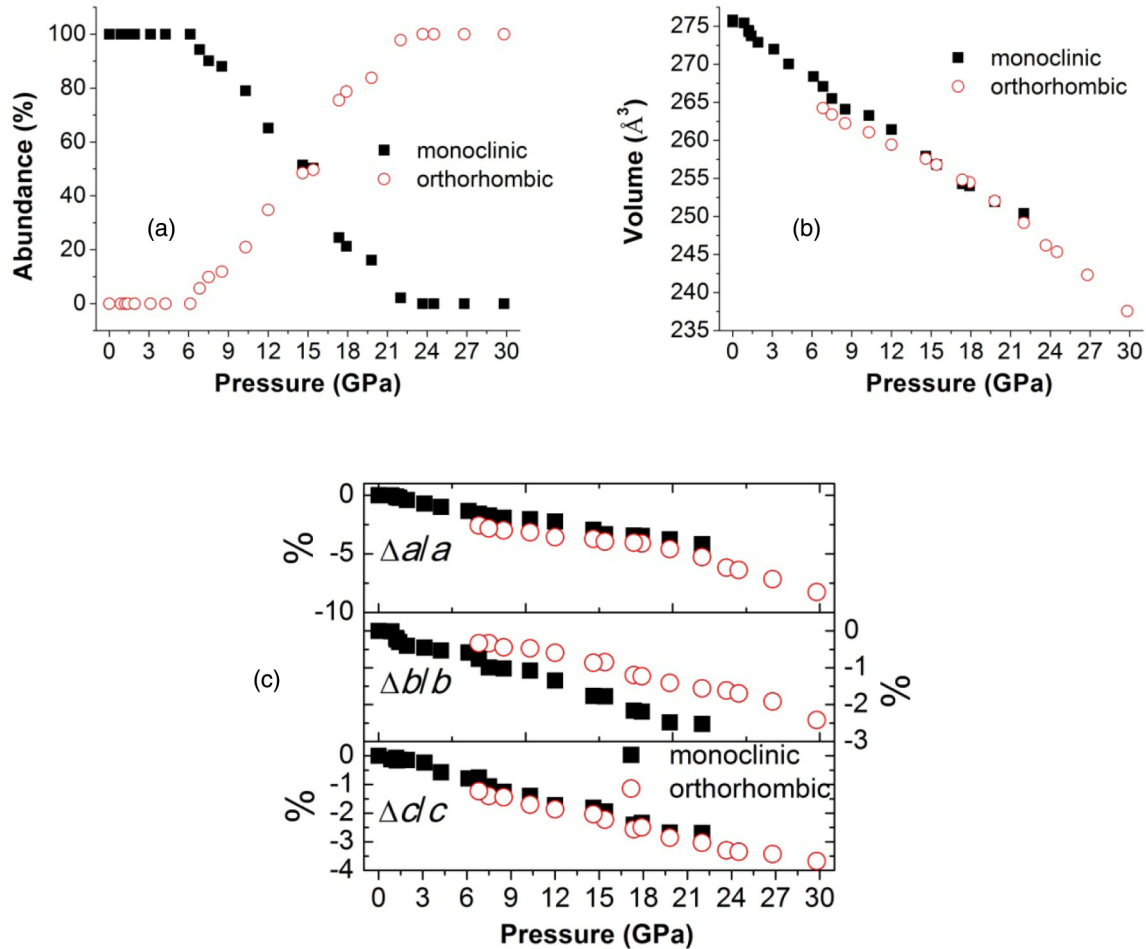 100
80
60
40
20
0
Abundance (%)
monoclinic
orthorhombic
(a)
0 3 6 9 12 15 18 21 24 27 30
Pressure (GPa)
275
270
265
260
255
250
245
240
235
Volume (Å³)
monoclinic
orthorhombic
(b)
0 3 6 9 12 15 18 21 24 27 30
Pressure (GPa)
0
-5
-10
%
Δa/a
(c)
Δb/b
0
-1
-2
-3
%
0
-1
-2
-3
-4
%
Δc/c
monoclinic
orthorhombic
0 3 6 9 12 15 18 21 24 27 30
Pressure (GPa)